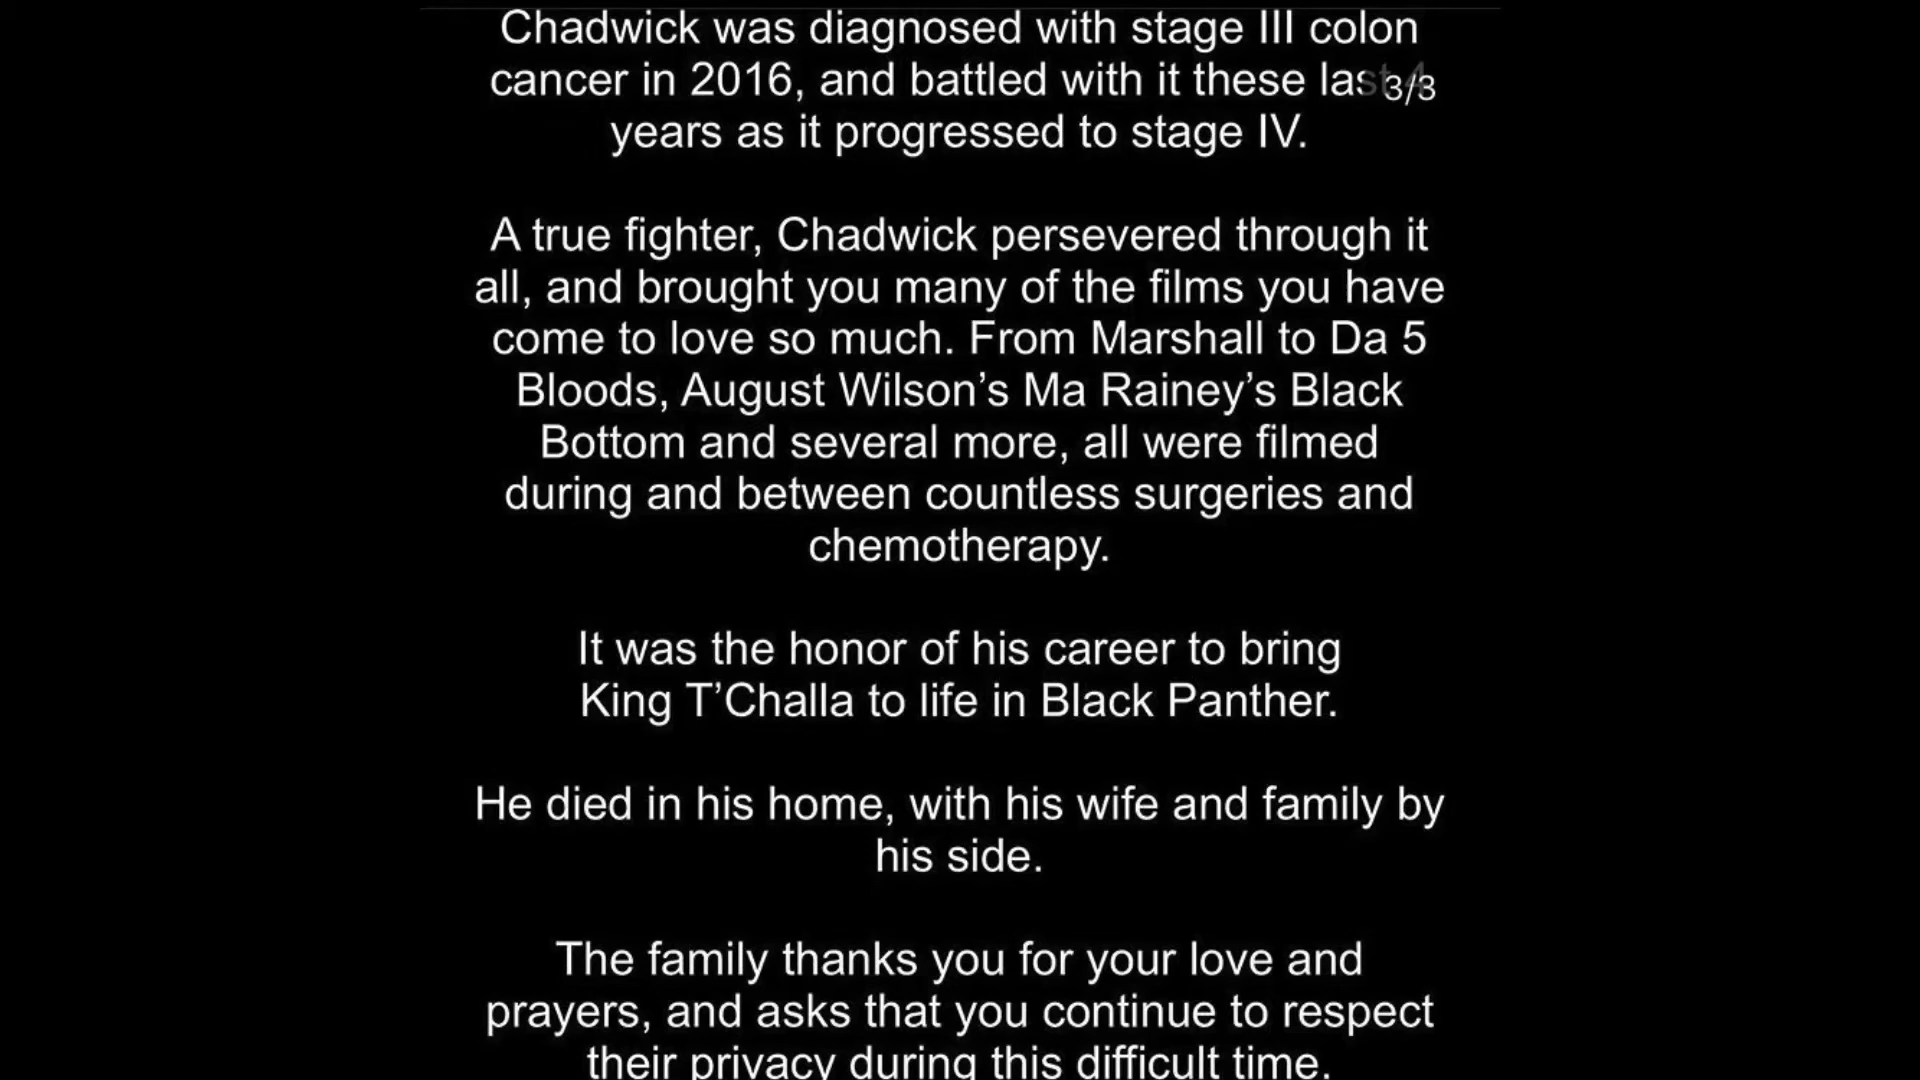 Chadwick was diagnosed with stage III colon
cancer in 2016, and battled with it these last 4
3/3
years as it progressed to stage IV.
A true fighter, Chadwick persevered through it
all, and brought you many of the films you have
come to love so much. From Marshall to Da 5
Bloods, August Wilson’s Ma Rainey’s Black
Bottom and several more, all were filmed
during and between countless surgeries and
chemotherapy.
It was the honor of his career to bring
King T’Challa to life in Black Panther.
He died in his home, with his wife and family by
his side.
The family thanks you for your love and
prayers, and asks that you continue to respect
their privacy during this difficult time.